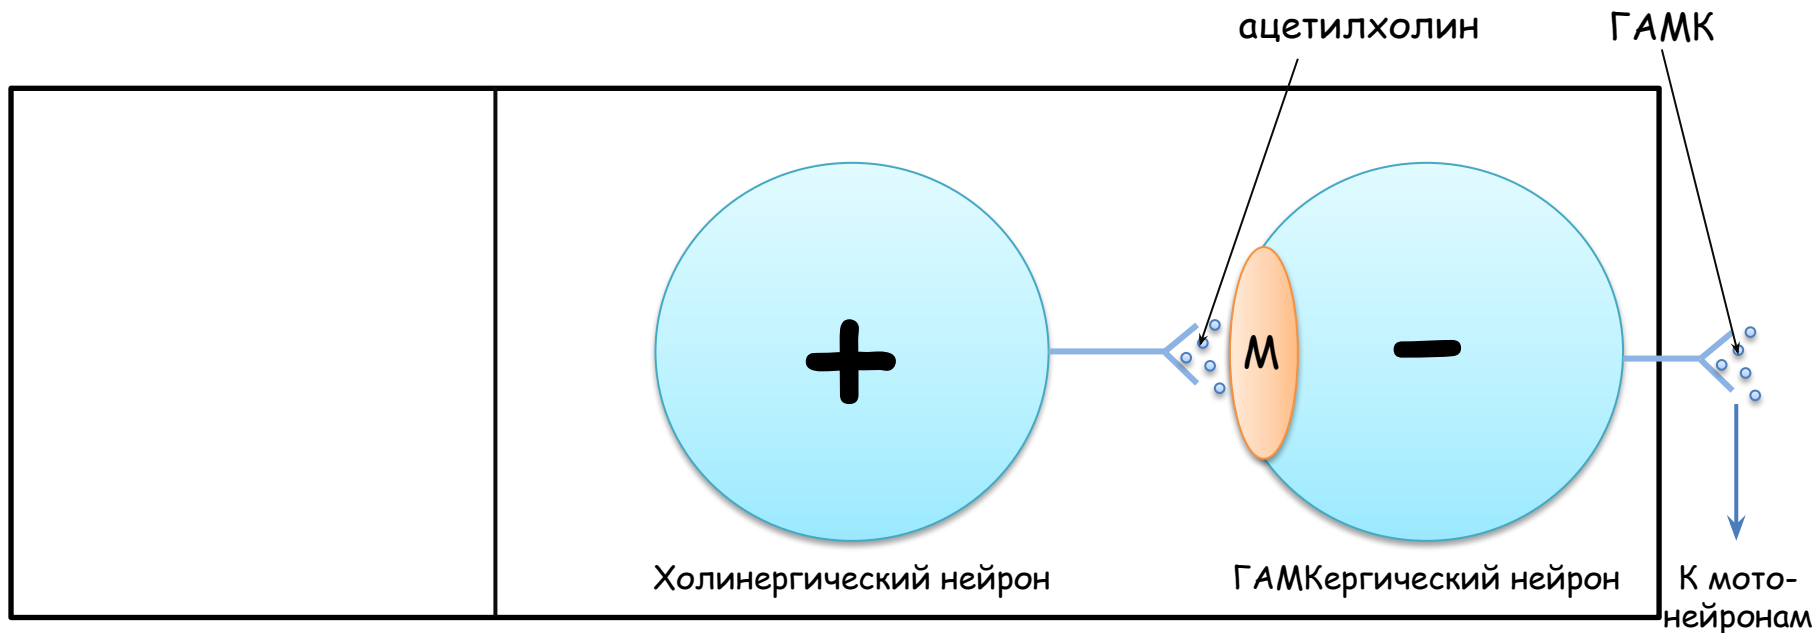 ацетилхолин
ГАМК
+
М
-
Холинергический нейрон
ГАМКергический нейрон
К мото-
нейронам